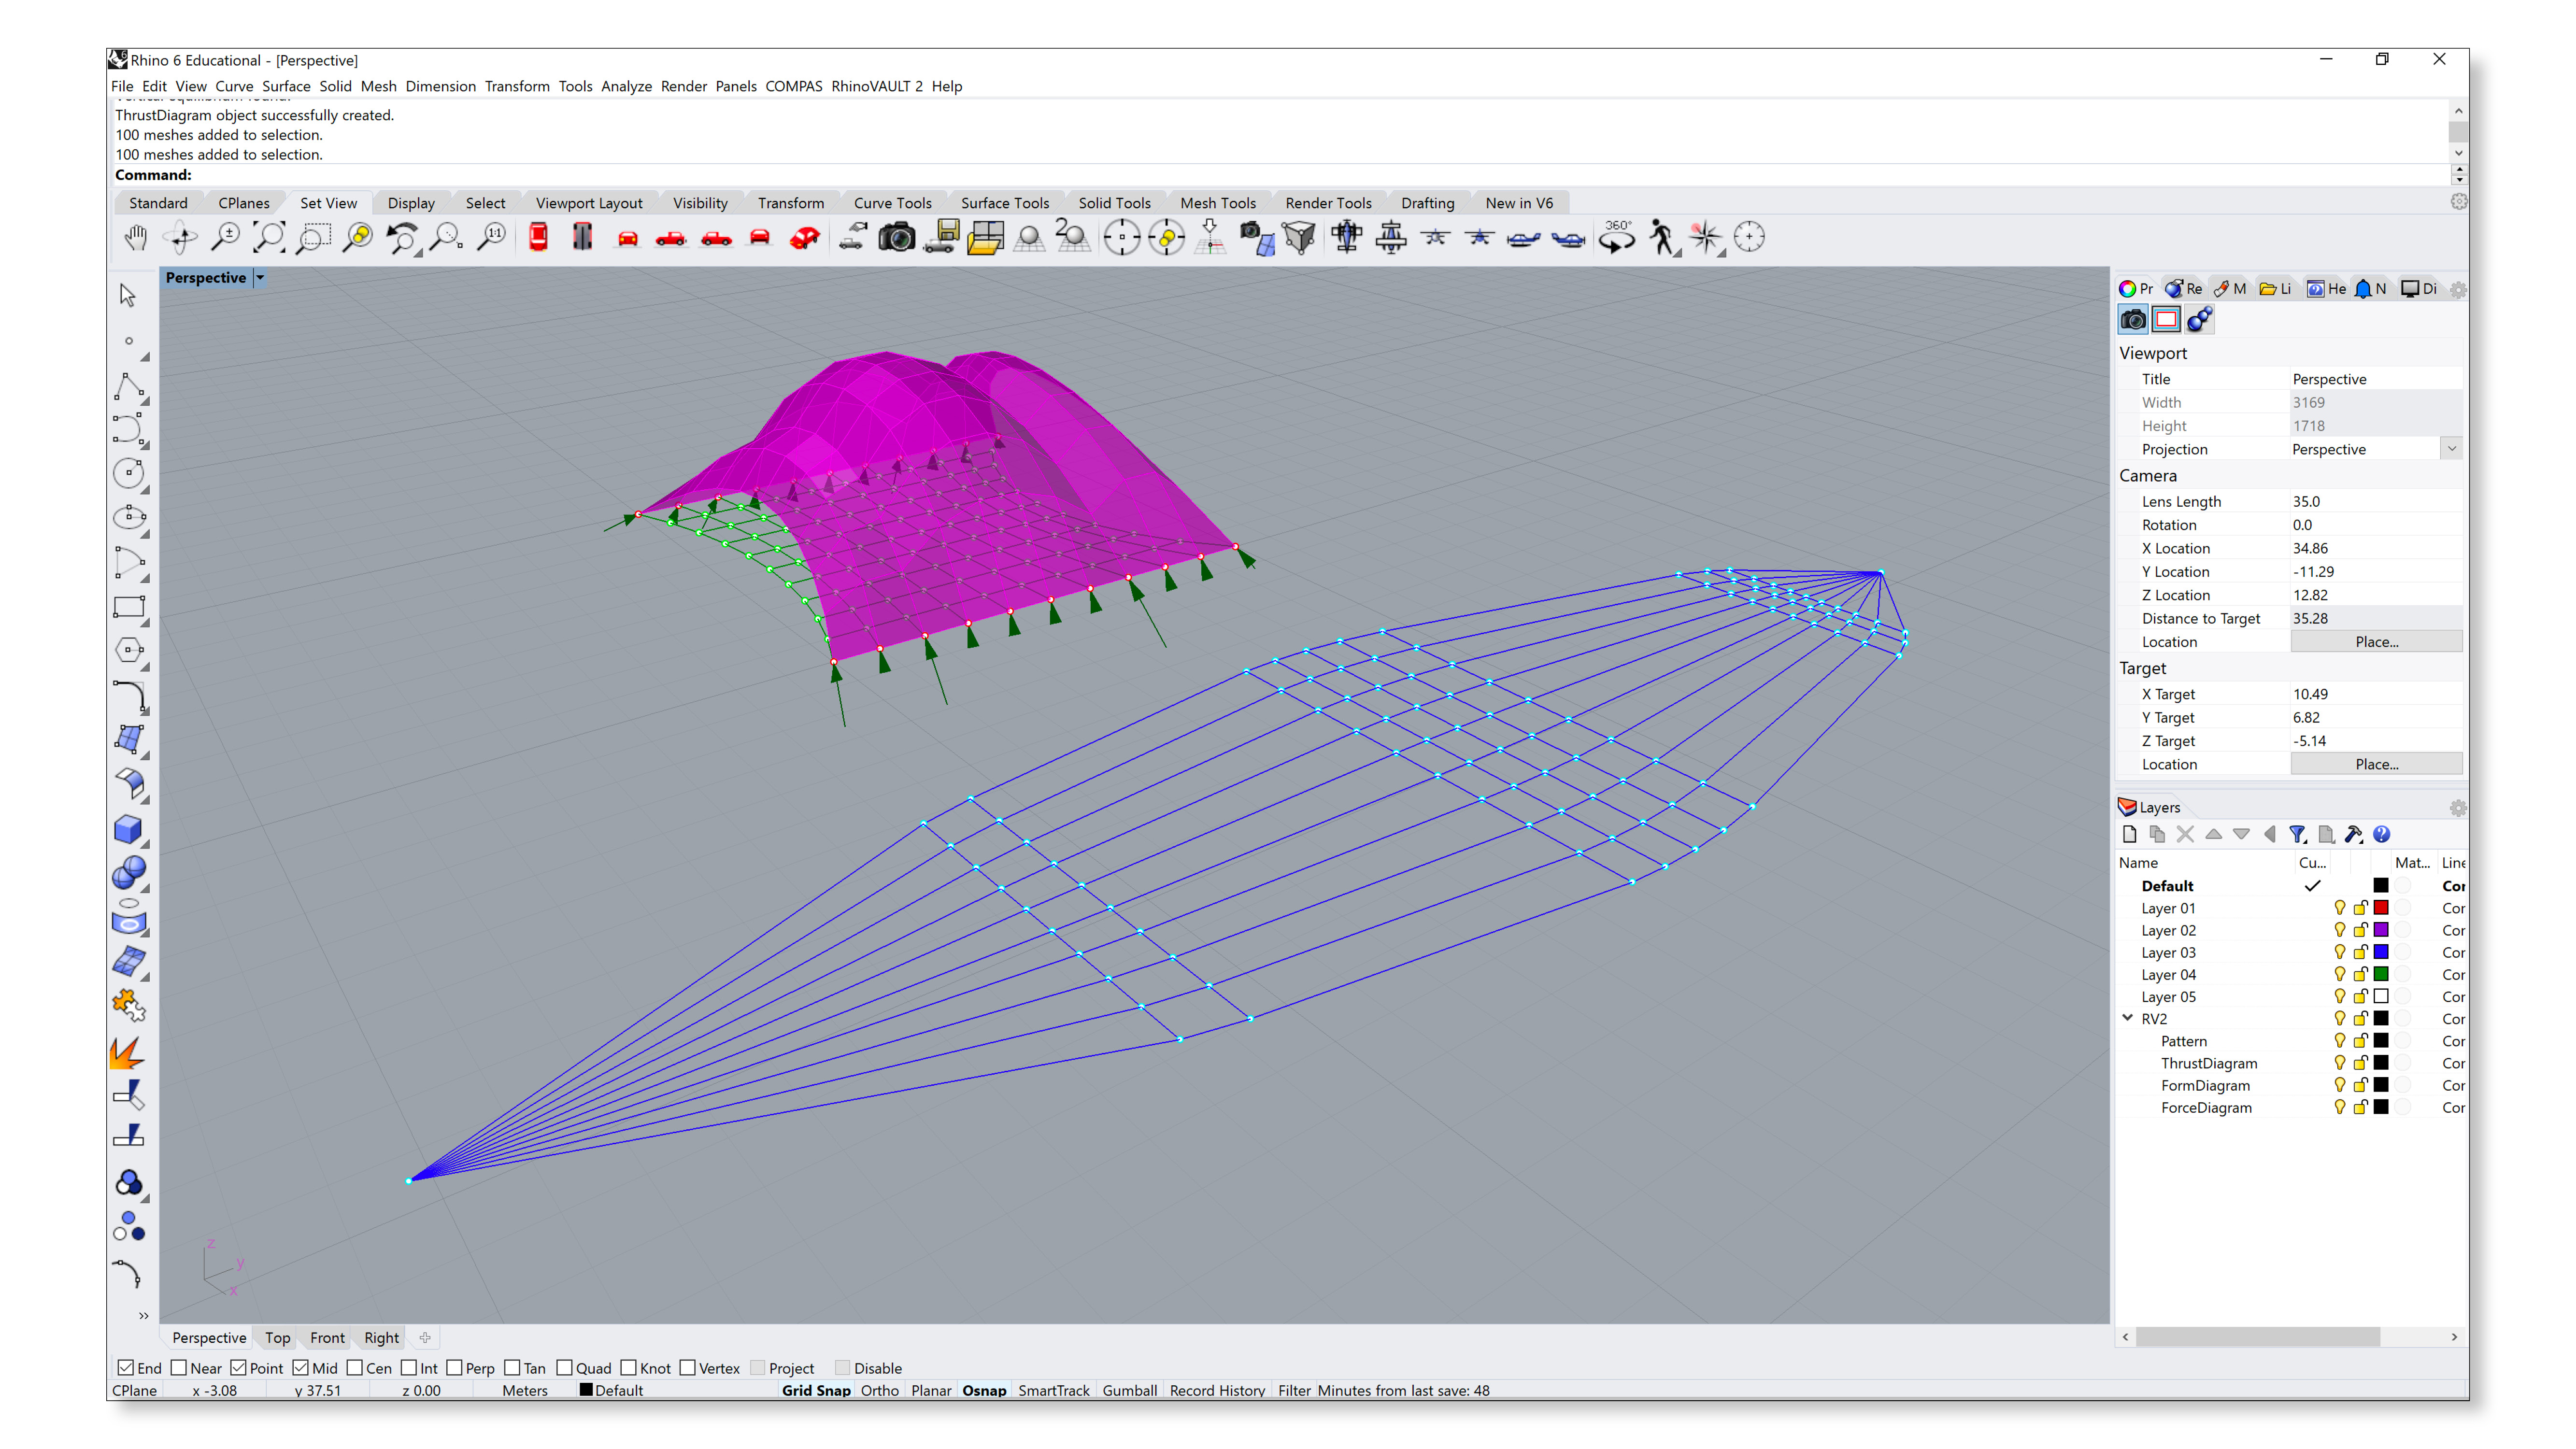 Rhino 6 Educational - [Perspective]
File Edit View Curve Surface Solid Mesh Dimension Transform Tools Analyze Render Panels COMPAS RhinoVAULT 2 Help
ThrustDiagram object successfully created.
100 meshes added to selection.
100 meshes added to selection.
Command:
Standard CPlanes Set View Display Select Viewport Layout Visibility Transform Curve Tools Surface Tools Solid Tools Mesh Tools Render Tools Drafting New in V6
1:1 2 360°
Perspective
Pr Re M Li He N Di
Viewport
Title Perspective
Width 3169
Height 1718
Projection Perspective
Camera
Lens Length 35.0
Rotation 0.0
X Location 34.86
Y Location -11.29
Z Location 12.82
Distance to Target 35.28
Location Place...
Target
X Target 10.49
Y Target 6.82
Z Target -5.14
Location Place...
Layers
Name Cu... Mat... Line
Default Cor
Layer 01 Cor
Layer 02 Cor
Layer 03 Cor
Layer 04 Cor
Layer 05 Cor
RV2 Cor
Pattern Cor
ThrustDiagram Cor
FormDiagram Cor
ForceDiagram Cor
z
y
x
Perspective Top Front Right
End Near Point Mid Cen Int Perp Tan Quad Knot Vertex Project Disable
CPlane x -3.08 y 37.51 z 0.00 Meters Default Grid Snap Ortho Planar Osnap SmartTrack Gumball Record History Filter Minutes from last save: 48